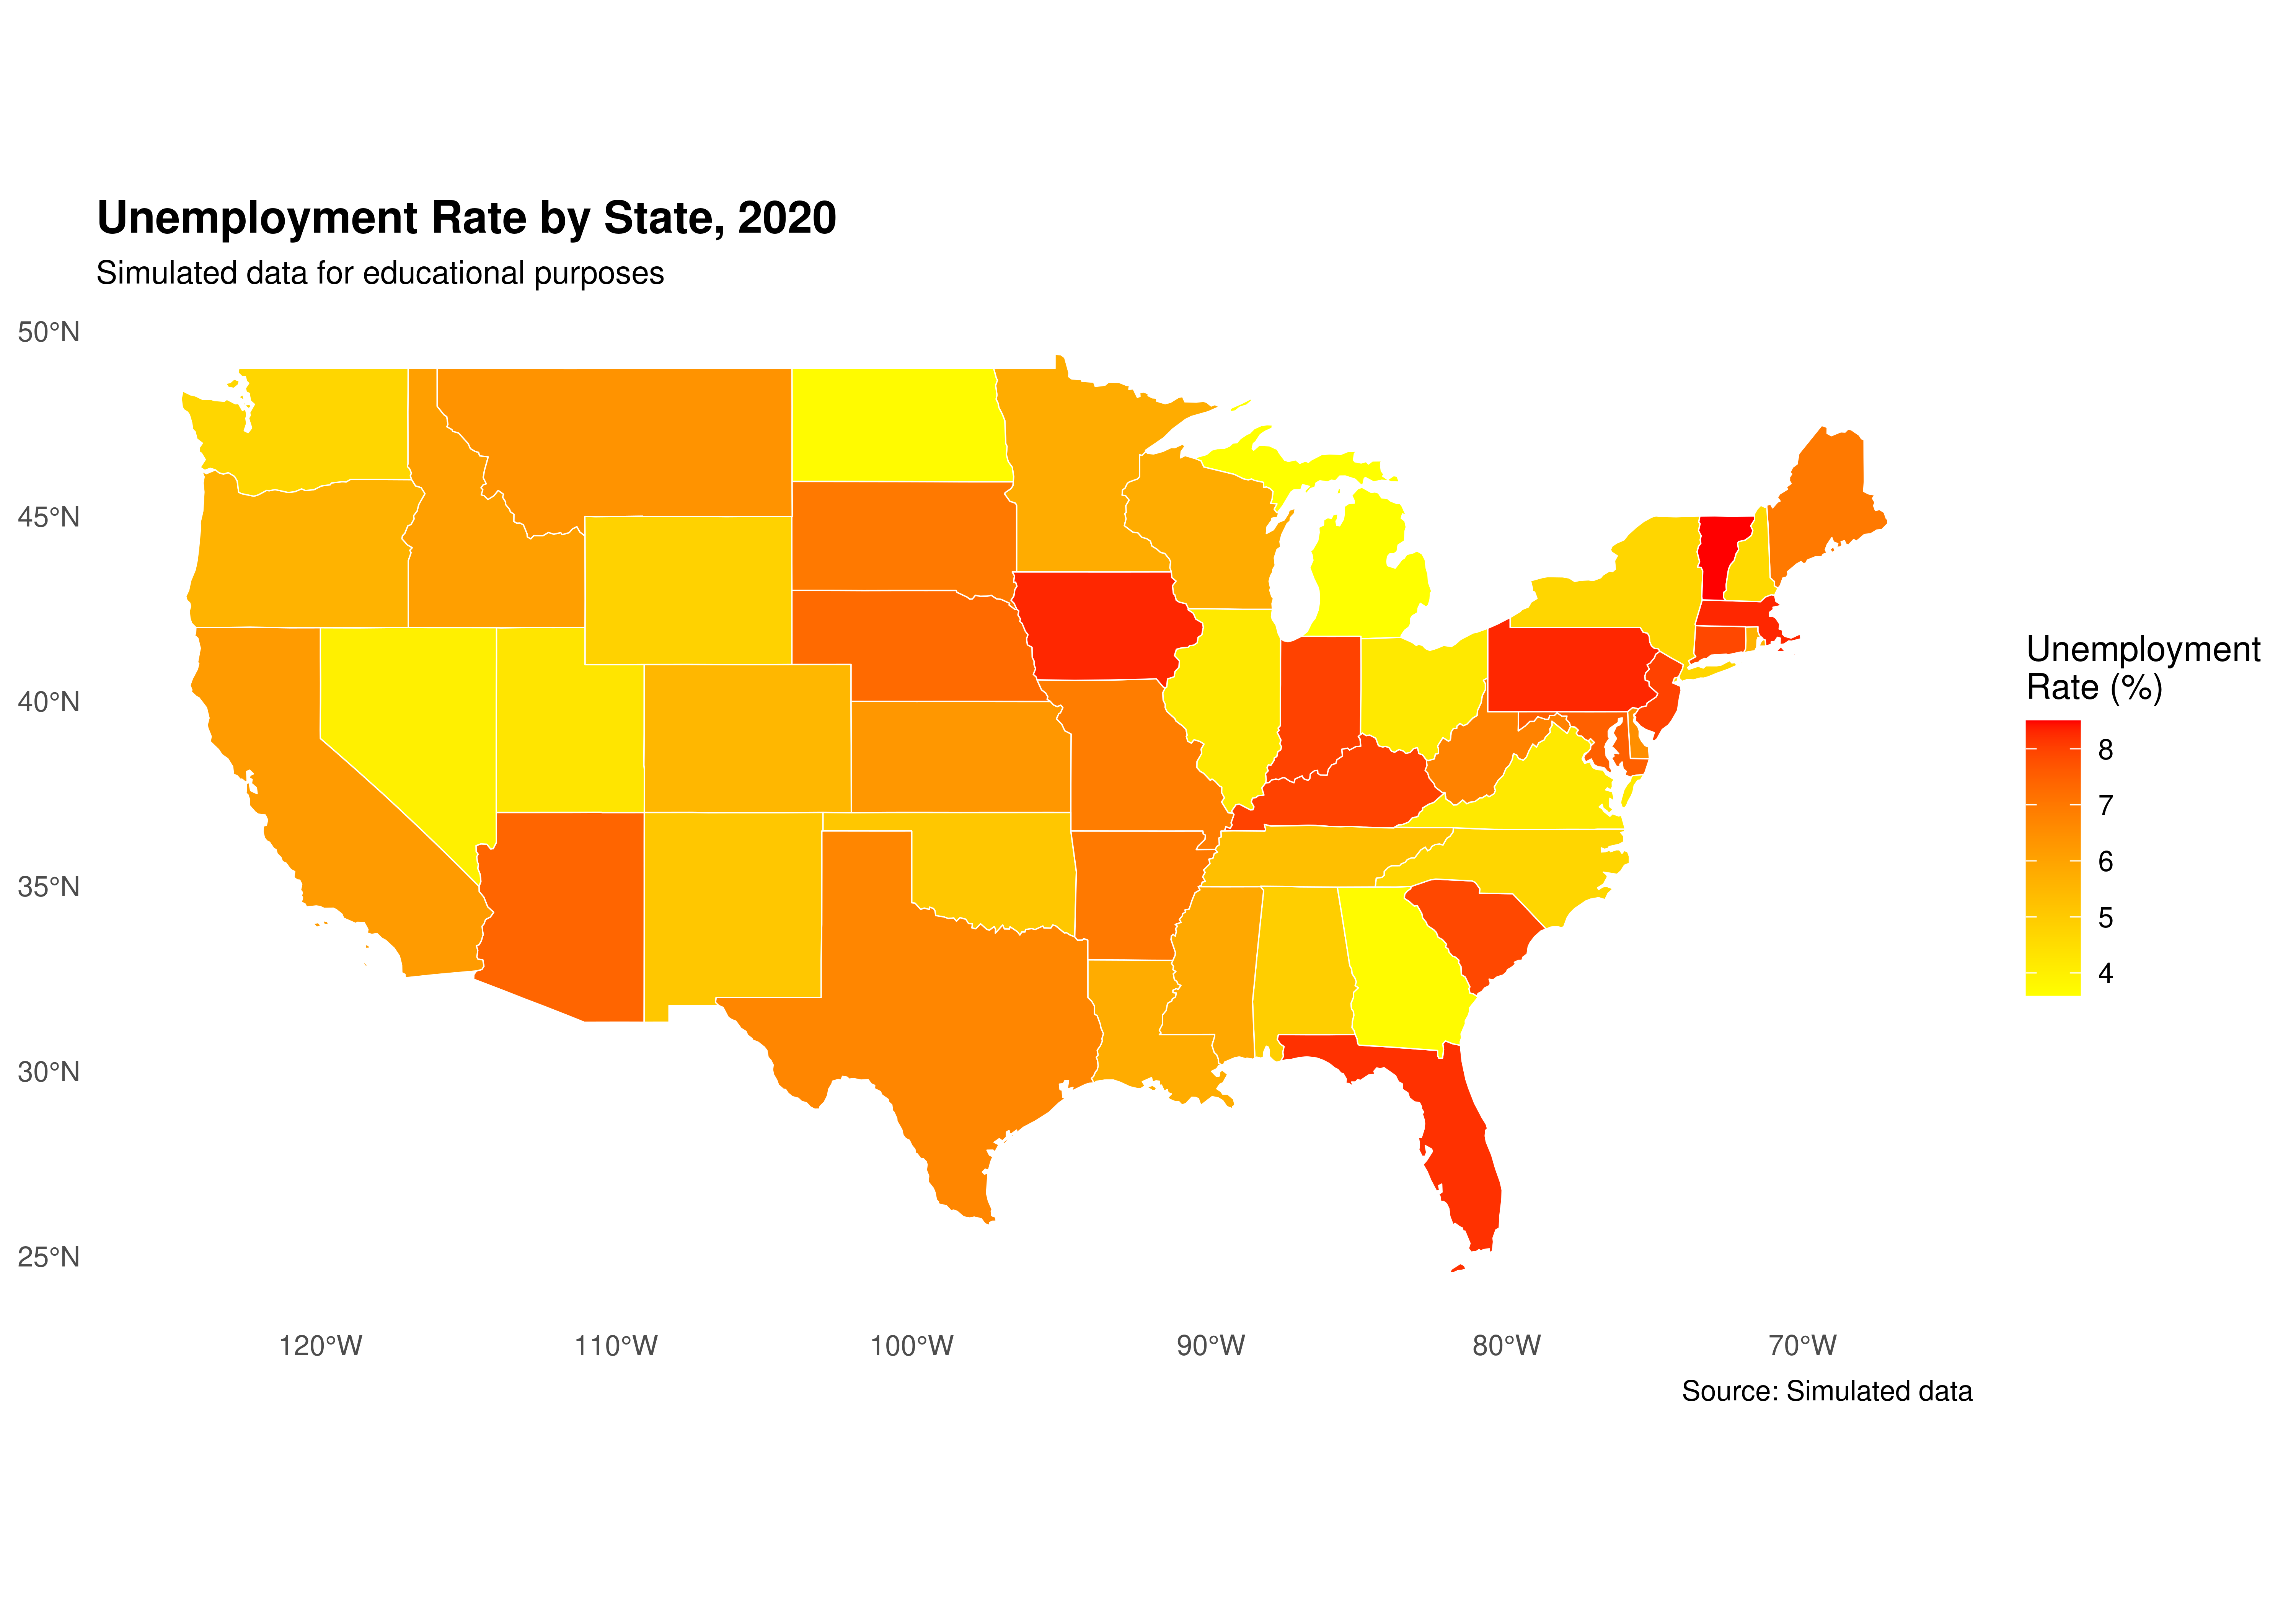 Unemployment Rate by State, 2020
Simulated data for educational purposes
50°N
45°N
40°N
35°N
30°N
25°N
120°W
110°W
100°W
90°W
80°W
70°W
Unemployment
Rate (%)
8
7
6
5
4
Source: Simulated data